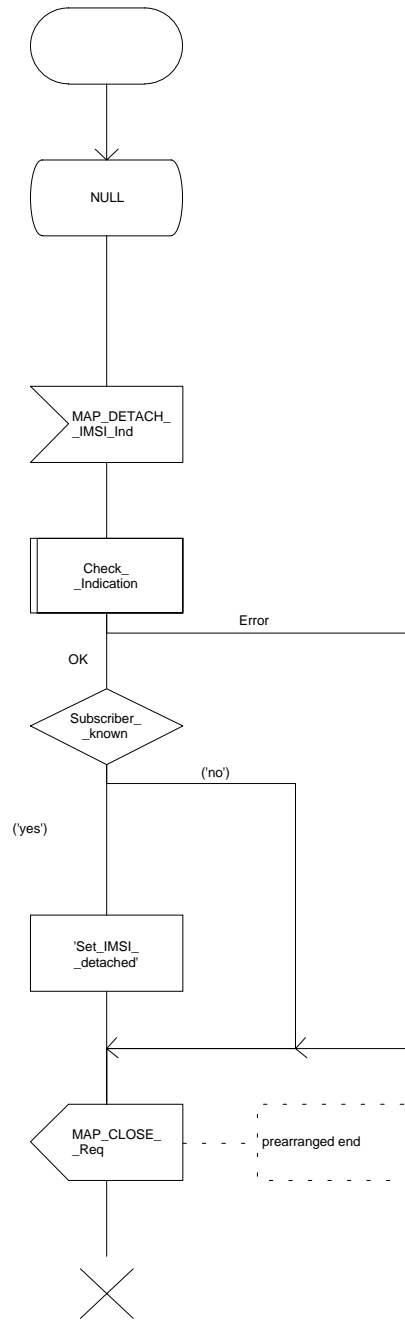 NULL
MAP_DETACH_
_IMSI_Ind
Check_
_Indication
Error
OK
Subscriber_
_known
('no')
('yes')
'Set_IMSI_
_detached'
MAP_CLOSE_
_Req
prearranged end